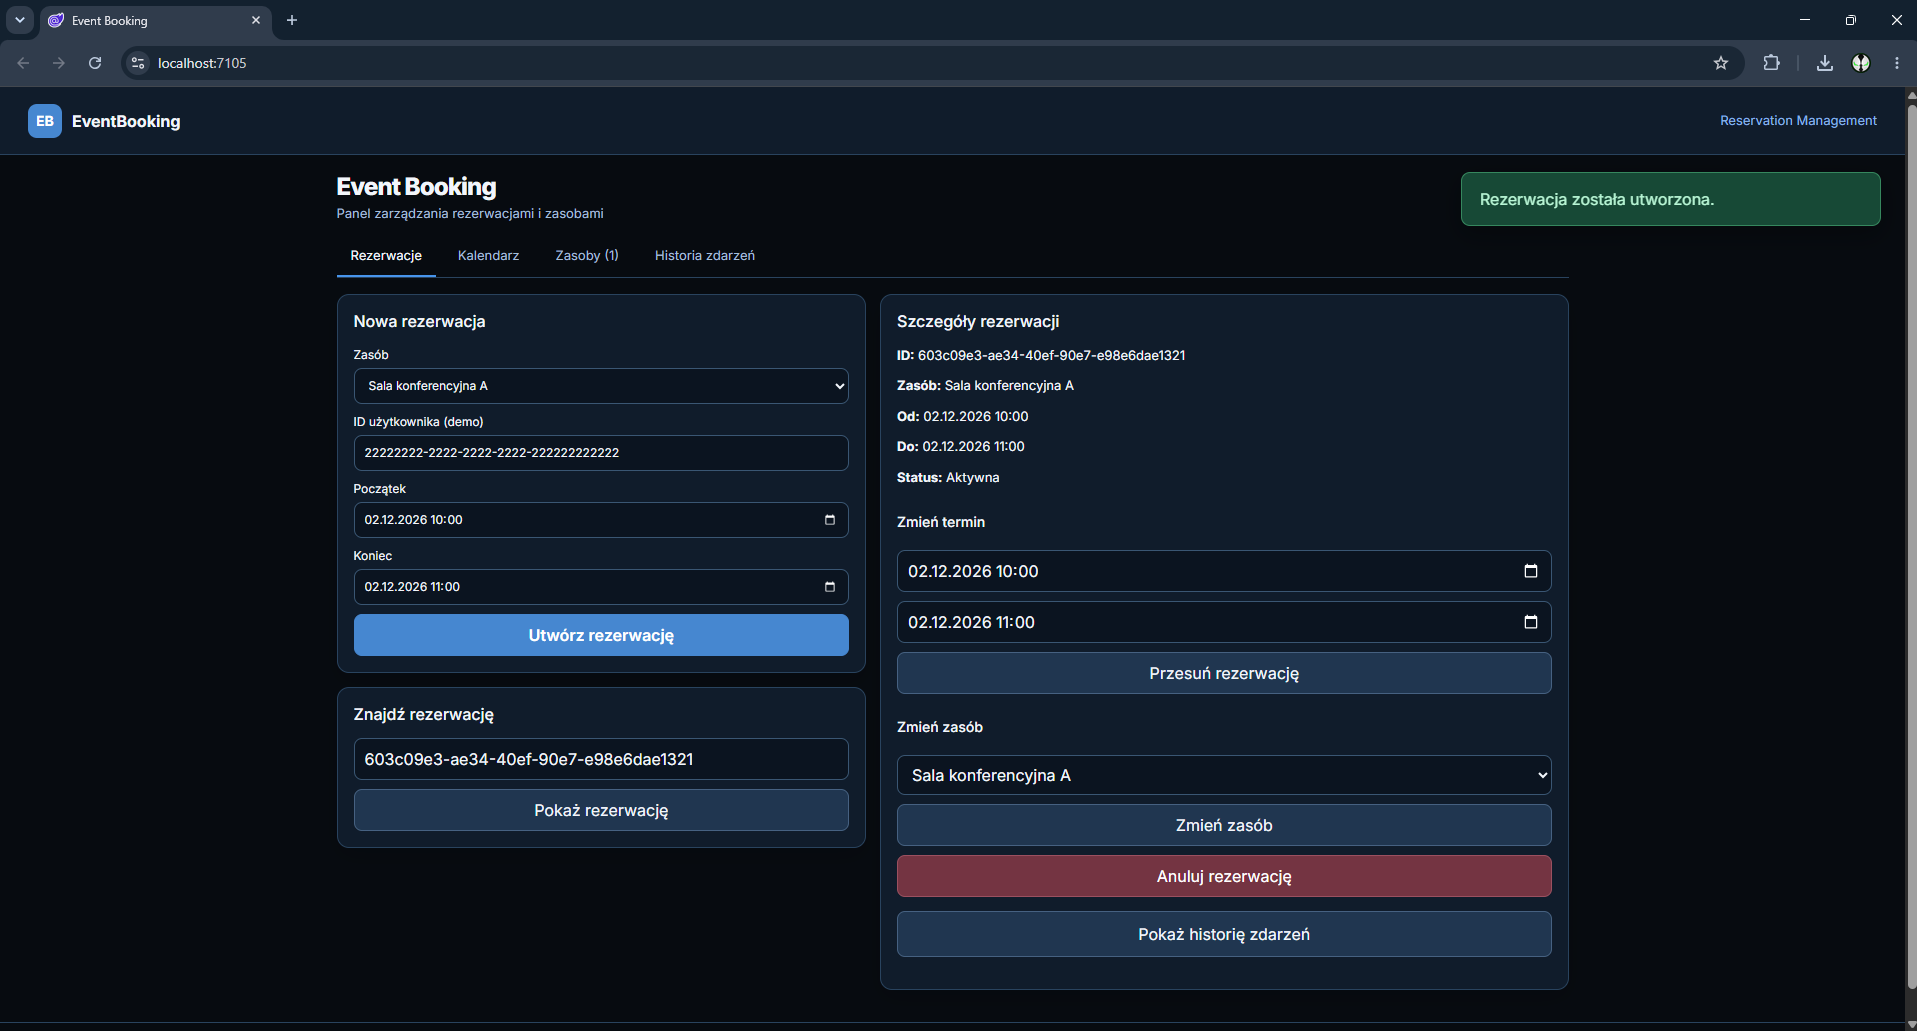 Event Booking
localhost:7105
EB EventBooking
Reservation Management
Event Booking
Panel zarządzania rezerwacjami i zasobami
Rezerwacja została utworzona.
Rezerwacje Kalendarz Zasoby (1) Historia zdarzeń
Nowa rezerwacja
Zasób
Sala konferencyjna A
ID użytkownika (demo)
22222222-2222-2222-2222-222222222222
Początek
02.12.2026 10:00
Koniec
02.12.2026 11:00
Utwórz rezerwację
Znajdź rezerwację
603c09e3-ae34-40ef-90e7-e98e6dae1321
Pokaż rezerwację
Szczegóły rezerwacji
ID: 603c09e3-ae34-40ef-90e7-e98e6dae1321
Zasób: Sala konferencyjna A
Od: 02.12.2026 10:00
Do: 02.12.2026 11:00
Status: Aktywna
Zmień termin
02.12.2026 10:00
02.12.2026 11:00
Przesuń rezerwację
Zmień zasób
Sala konferencyjna A
Zmień zasób
Anuluj rezerwację
Pokaż historię zdarzeń